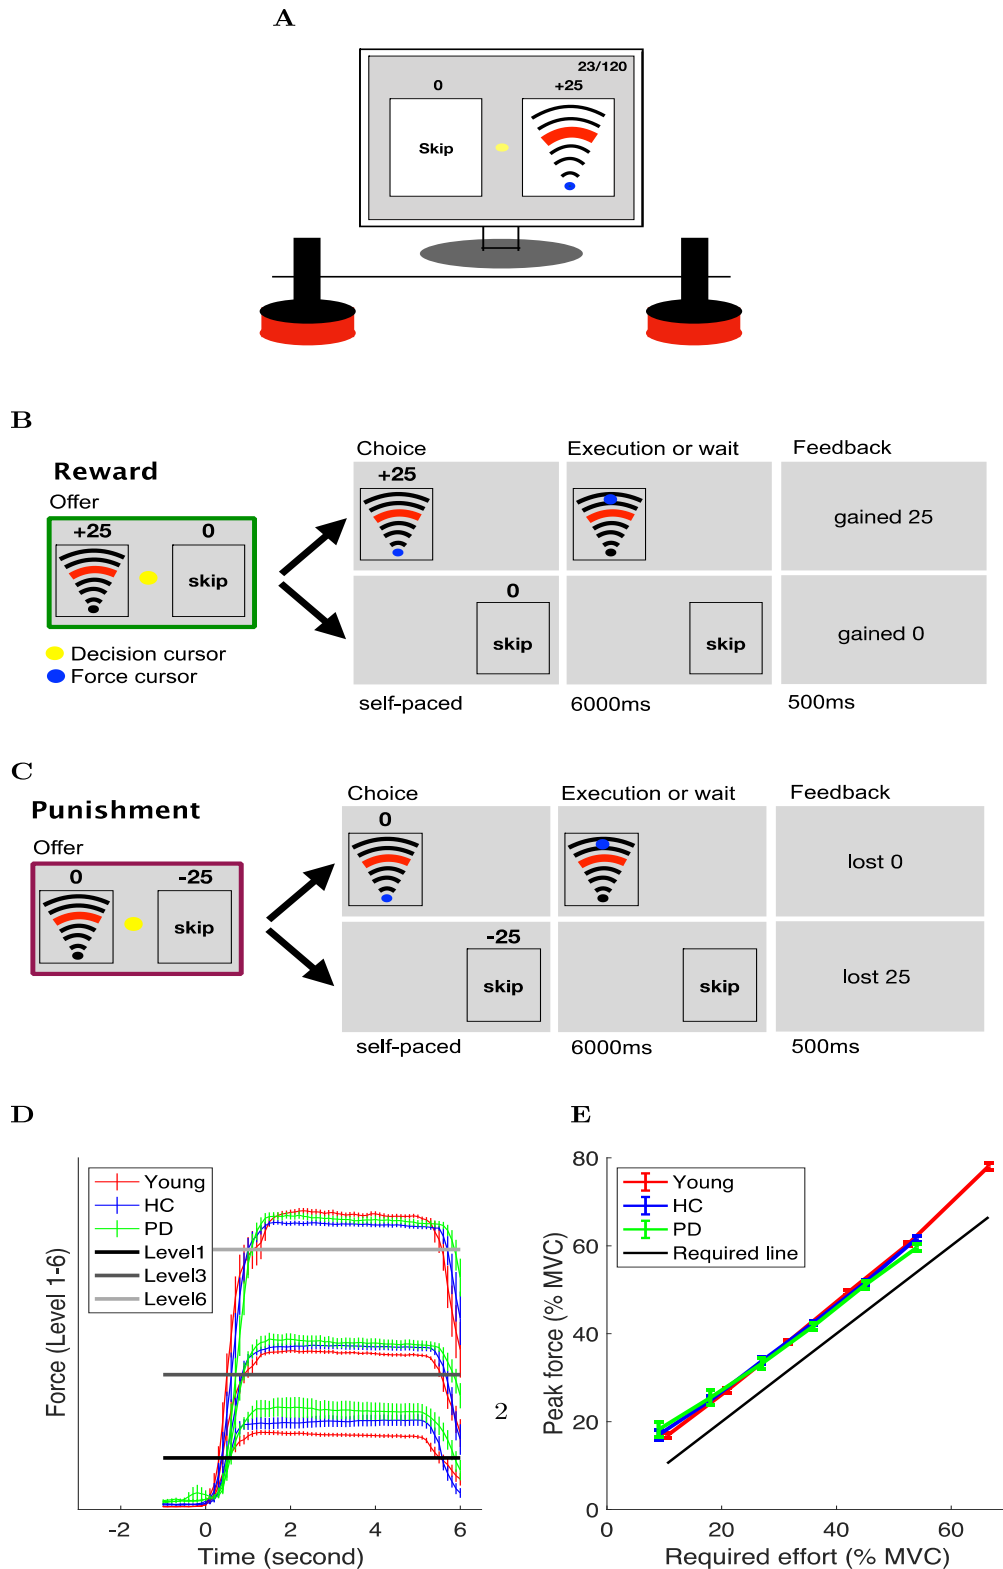 A
23/120
0 +25
Skip
B
Reward
Offer
+25 0
skip
Decision cursor
Force cursor
Choice Execution or wait Feedback
+25
gained 25
0
skip skip gained 0
self-paced 6000ms 500ms
C
Punishment
Offer
0 -25
skip
Choice Execution or wait Feedback
0
lost 0
-25
skip skip lost 25
self-paced 6000ms 500ms
D
Force (Level 1-6)
Young
HC
PD
Level1
Level3
Level6
-2 0 2 4 6
Time (second)
2
E
Peak force (% MVC)
80
60
40
20
0
Young
HC
PD
Required line
0 20 40 60
Required effort (% MVC)